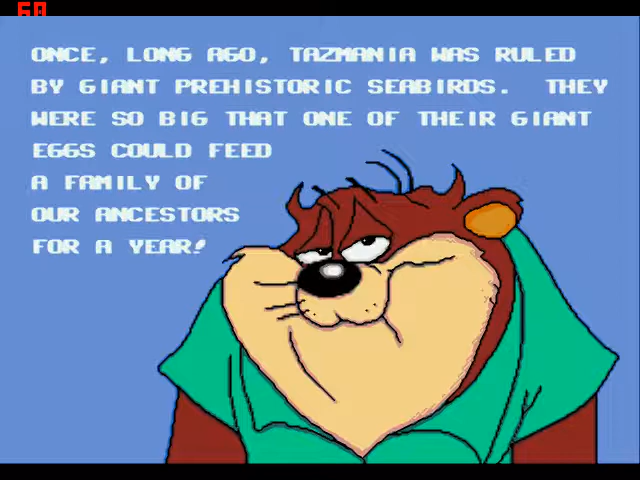 60
ONCE, LONG AGO, TAZMANIA WAS RULED
BY GIANT PREHISTORIC SEABIRDS. THEY
WERE SO BIG THAT ONE OF THEIR GIANT
EGGS COULD FEED
A FAMILY OF
OUR ANCESTORS
FOR A YEAR!